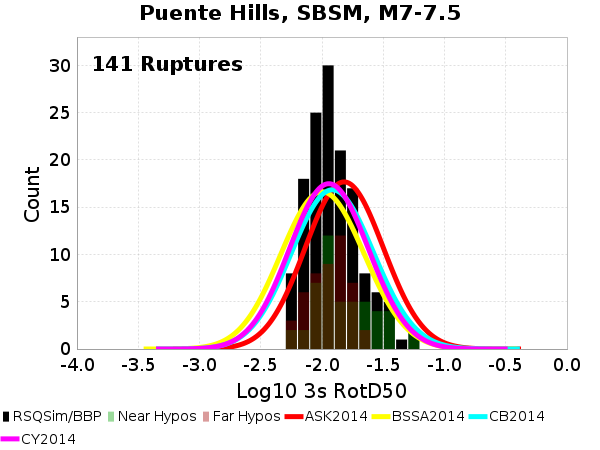 Puente Hills, SBSM, M7-7.5
141 Ruptures
30
25
20
15
10
5
0
Count
-4.0 -3.5 -3.0 -2.5 -2.0 -1.5 -1.0 -0.5 0.0
Log10 3s RotD50
RSQSim/BBP Near Hypos Far Hypos ASK2014 BSSA2014 CB2014
CY2014